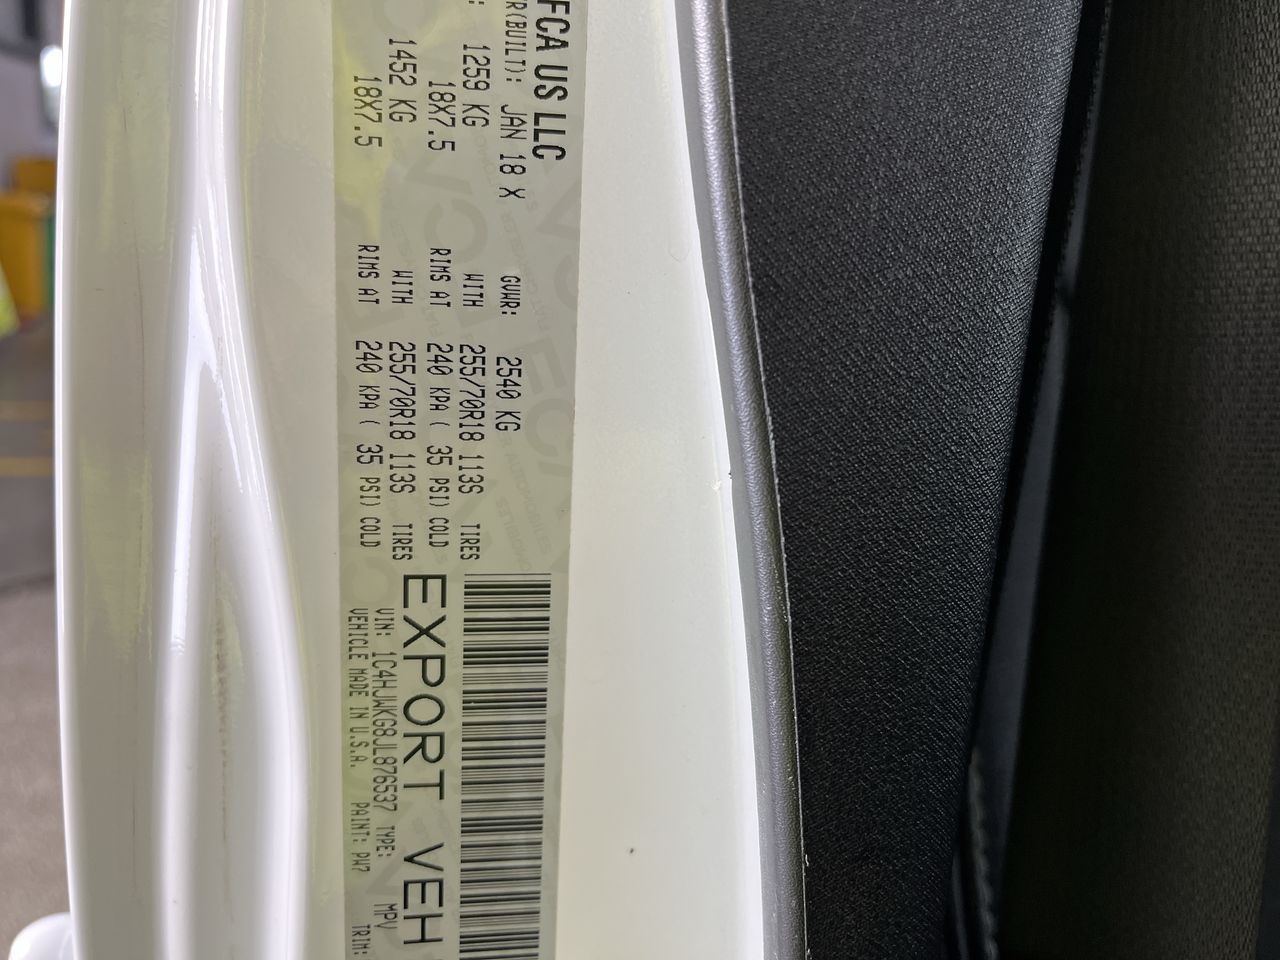 FCA US LLC
R(BUILT): JAN 18 X GVWR: 2540 KG
: 1259 KG WITH 255/70R18 113S TIRES
18X7.5 RIMS AT 240 KPA ( 35 PSI) COLD
1452 KG WITH 255/70R18 113S TIRES
18X7.5 RIMS AT 240 KPA ( 35 PSI) COLD
EXPORT VEH
VIN: 1C4HJWKG8JL876537 TYPE: MPV
VEHICLE MADE IN U.S.A. PAINT: PW7 TRIM: